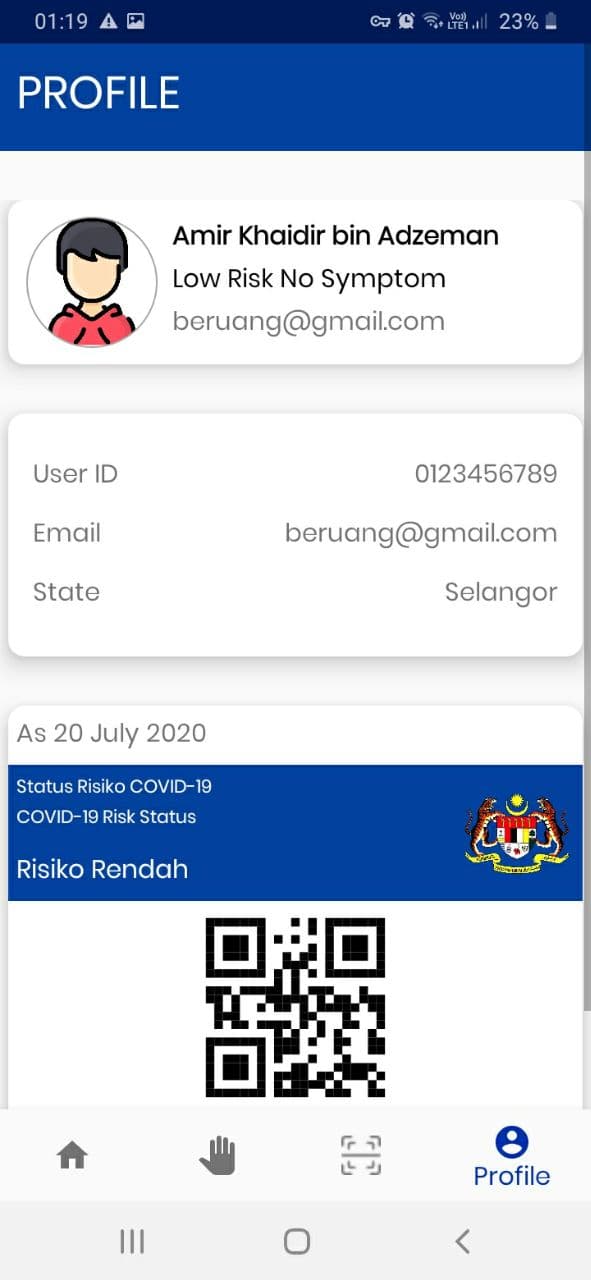 01:19
Vo))
LTE1
23%
PROFILE
Amir Khaidir bin Adzeman
Low Risk No Symptom
beruang@gmail.com
User ID 0123456789
Email beruang@gmail.com
State Selangor
As 20 July 2020
Status Risiko COVID-19
COVID-19 Risk Status
Risiko Rendah
Profile